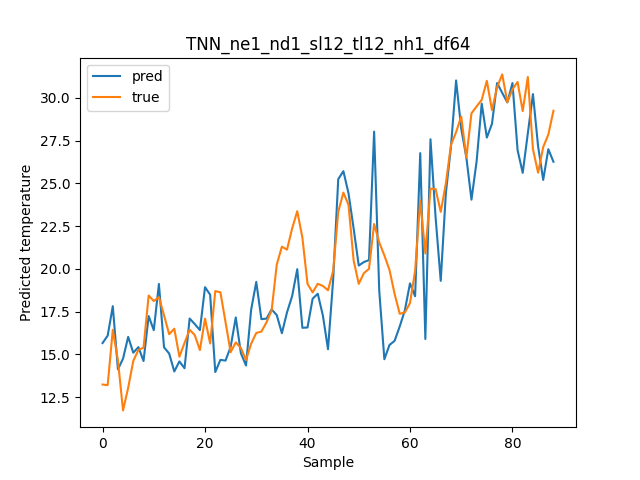 TNN_ne1_nd1_sl12_tl12_nh1_df64
pred
true
Predicted temperature
30.0
27.5
25.0
22.5
20.0
17.5
15.0
12.5
0 20 40 60 80
Sample